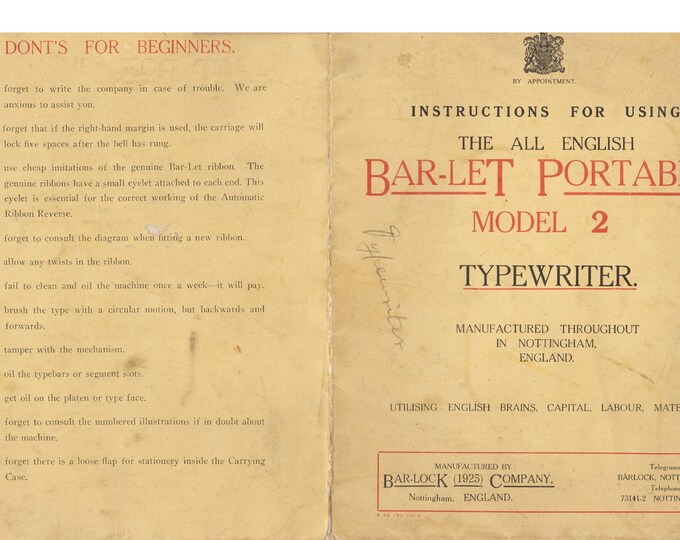 DONT'S FOR BEGINNERS.
forget to write the company in case of trouble. We are
anxious to assist you.
forget that if the right-hand margin is used, the carriage will
lock five spaces after the bell has rung.
use cheap imitations of the genuine Bar-Let ribbon. The
genuine ribbons have a small eyelet attached to each end. This
eyelet is essential for the correct working of the Automatic
Ribbon Reverse.
forget to consult the diagram when fitting a new ribbon.
allow any twists in the ribbon.
fail to clean and oil the machine once a week—it will pay.
brush the type with a circular motion, but backwards and
forwards.
tamper with the mechanism.
oil the typebars or segment slots.
get oil on the platen or type face.
forget to consult the numbered illustrations if in doubt about
the machine.
forget there is a loose flap for stationery inside the Carrying
Case.
BY APPOINTMENT.
INSTRUCTIONS FOR USING
THE ALL ENGLISH
BAR-LET PORTAB
MODEL 2
TYPEWRITER.
Typewriter
MANUFACTURED THROUGHOUT
IN NOTTINGHAM,
ENGLAND.
UTILISING ENGLISH BRAINS, CAPITAL, LABOUR, MATE
MANUFACTURED BY
BAR-LOCK (1925) COMPANY,
Nottingham, ENGLAND.
Telegram
BARLOCK, NOTT
Telephon
75141-2 NOTTIN